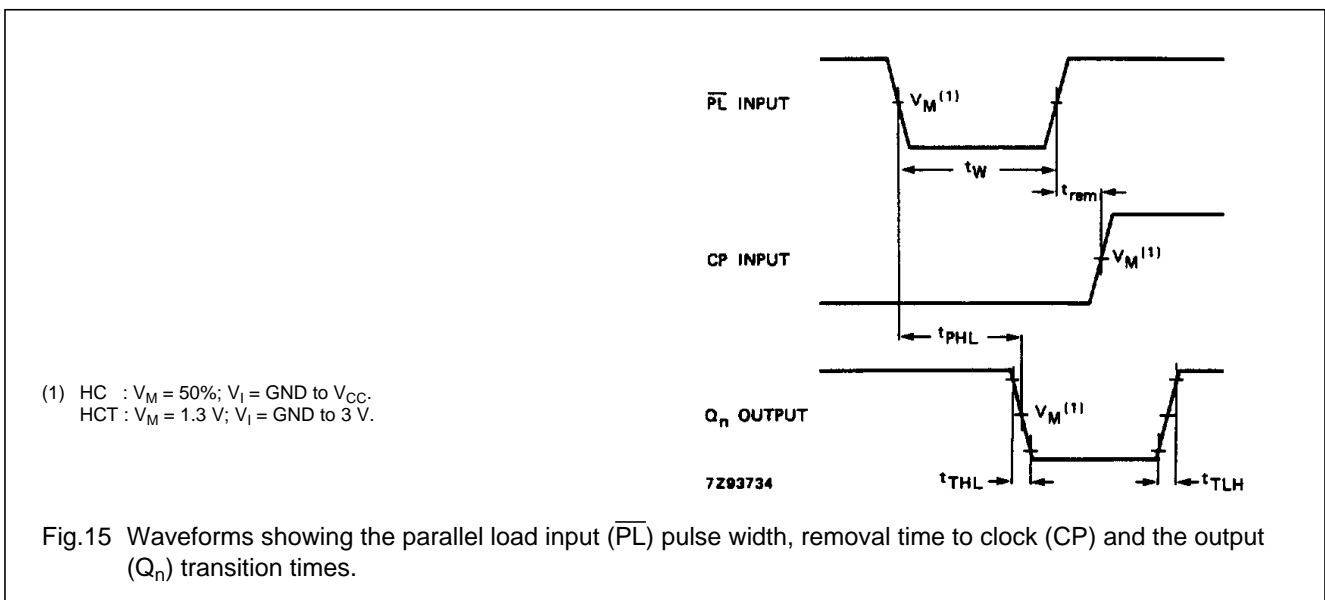 PL INPUT
V_M(1)
t_W
t_rem
CP INPUT
V_M(1)
t_PHL
(1) HC : V_M = 50%; V_I = GND to V_CC.
HCT : V_M = 1.3 V; V_I = GND to 3 V.
Q_n OUTPUT
V_M(1)
7Z93734
t_THL
t_TLH
Fig.15 Waveforms showing the parallel load input (PL) pulse width, removal time to clock (CP) and the output
(Q_n) transition times.